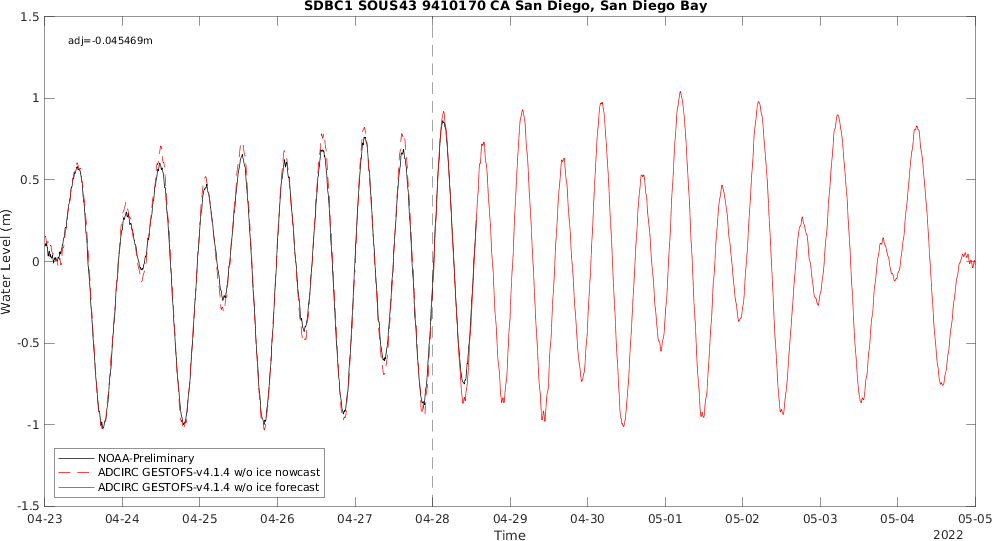 SDBC1 SOUS43 9410170 CA San Diego, San Diego Bay
adj=-0.045469m
1.5
1
0.5
0
-0.5
-1
-1.5
Water Level (m)
NOAA-Preliminary
ADCIRC GESTOFS-v4.1.4 w/o ice nowcast
ADCIRC GESTOFS-v4.1.4 w/o ice forecast
04-23 04-24 04-25 04-26 04-27 04-28 04-29 04-30 05-01 05-02 05-03 05-04 05-05
Time
2022